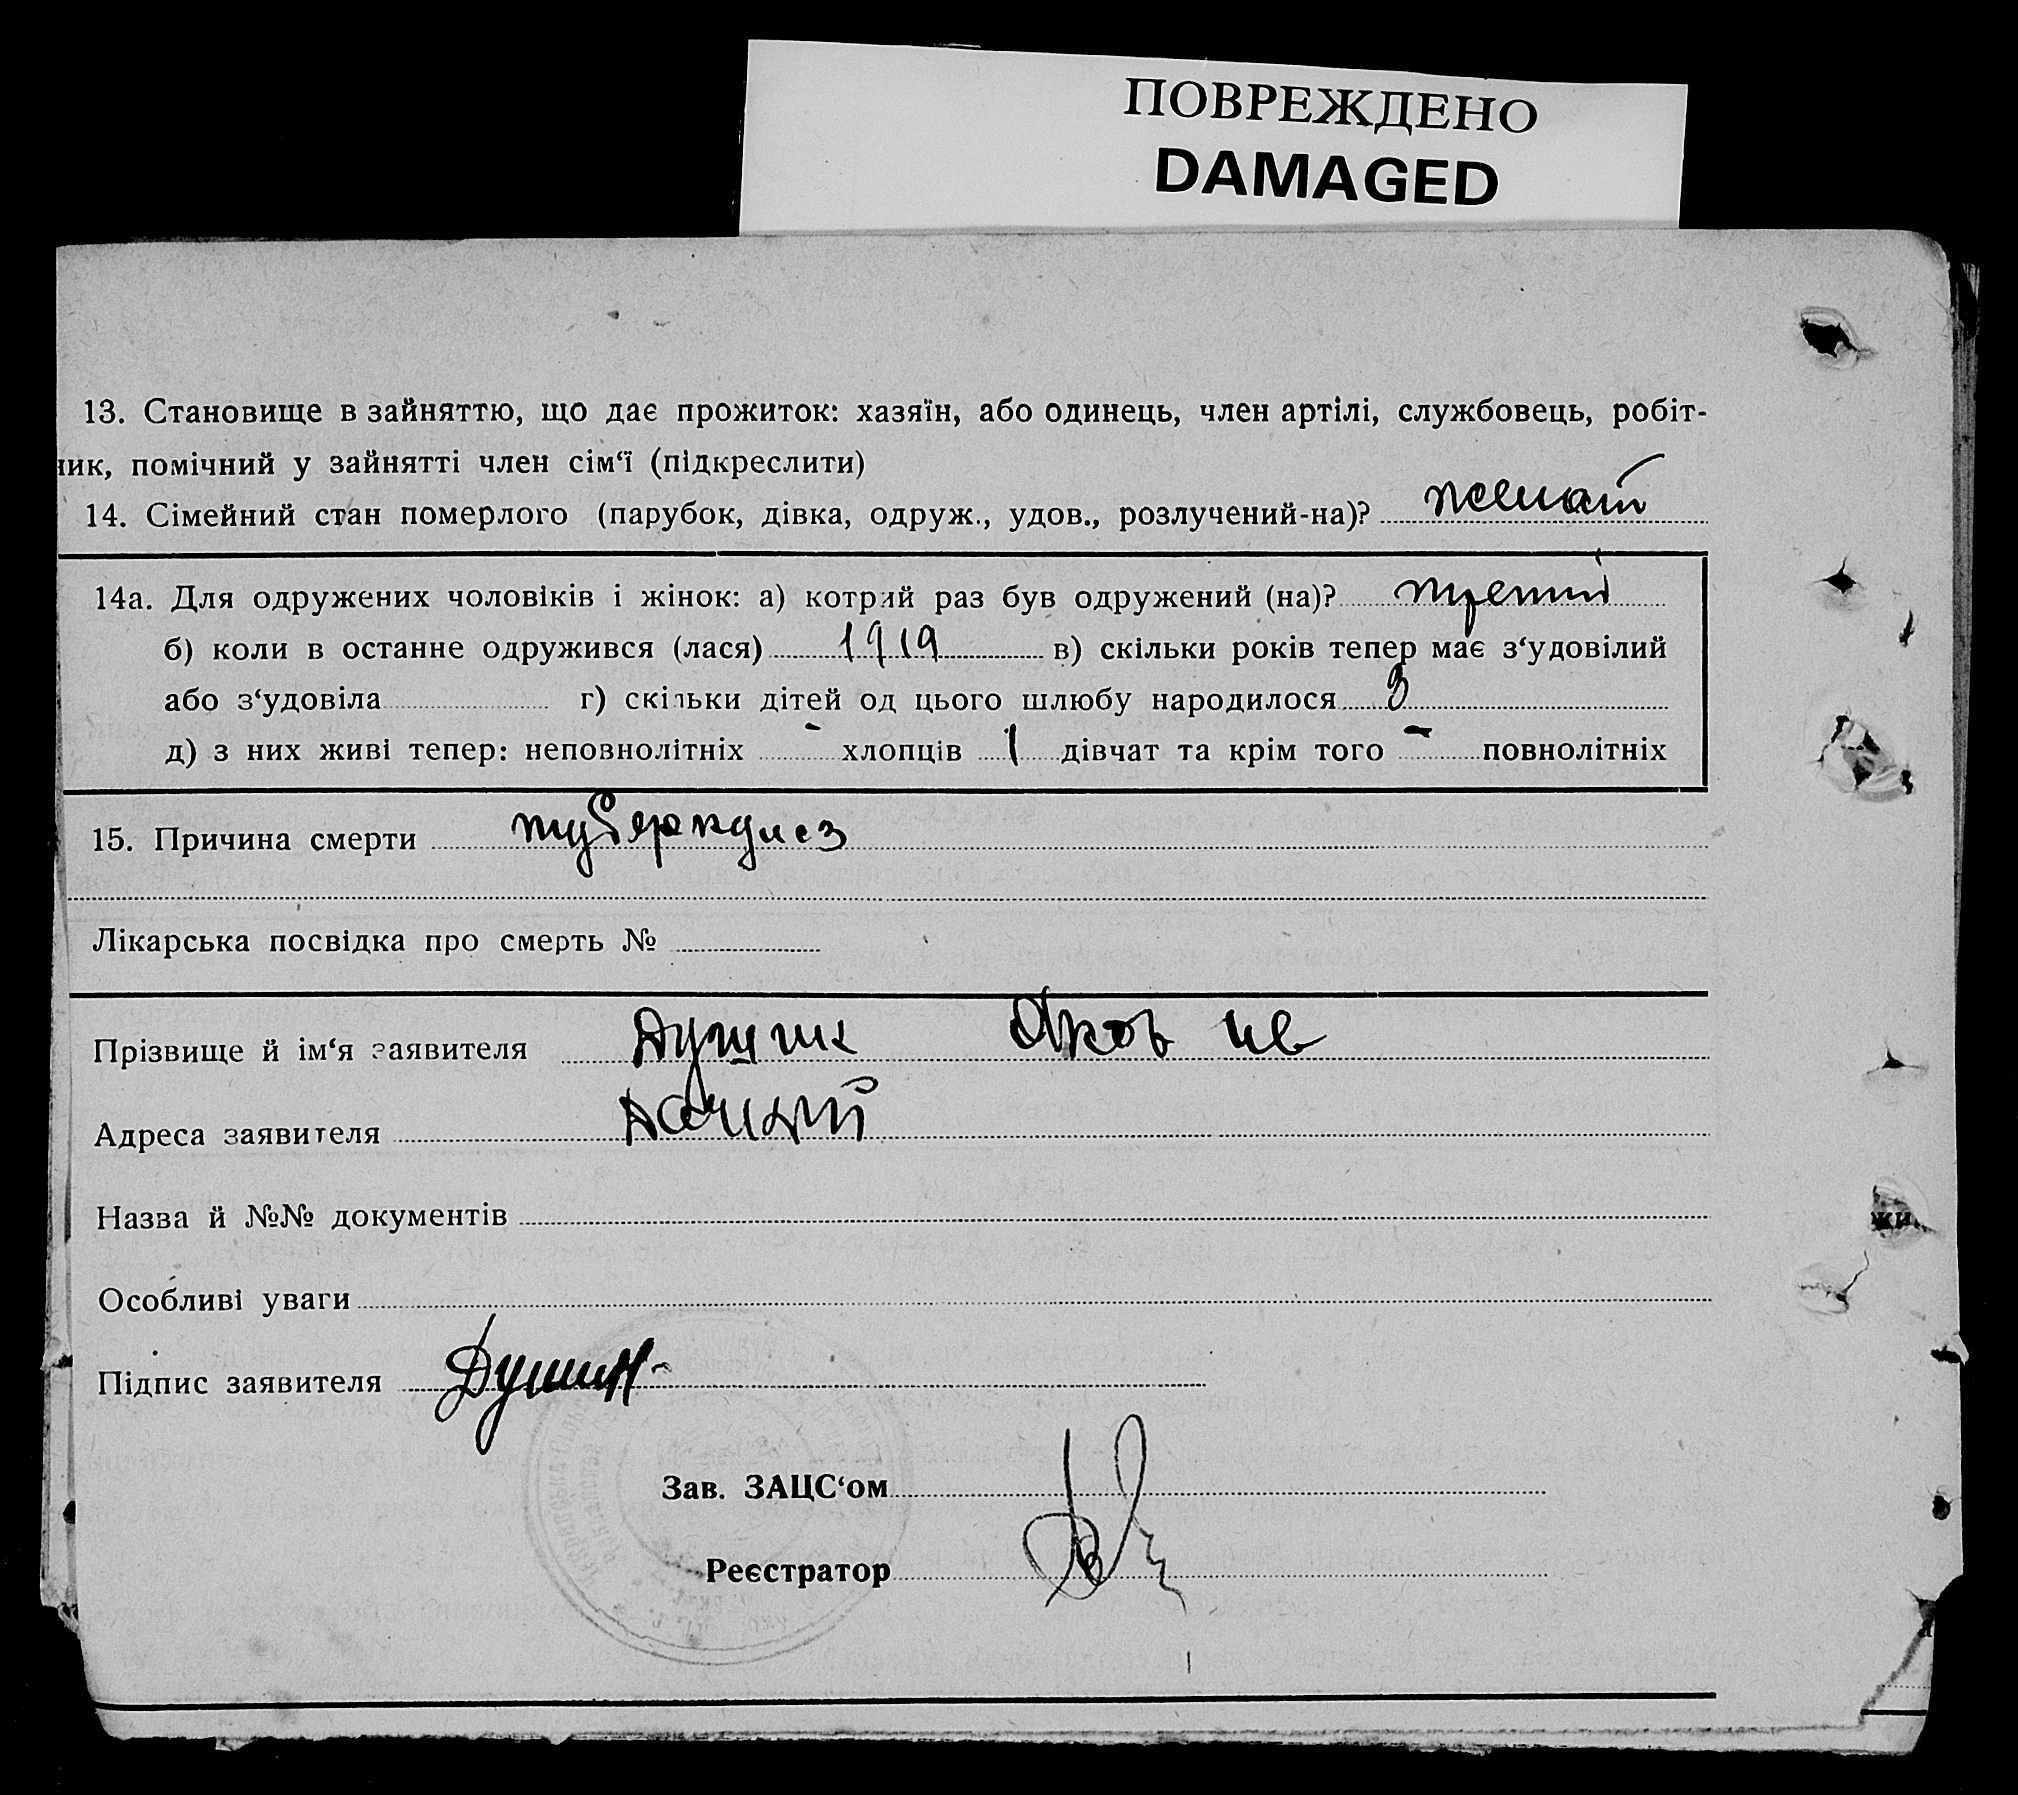 ПОВРЕЖДЕНО
DAMAGED
13. Становище в зайняттю, що дає прожиток: хазяїн, або одинець, член артілі, службовець, робіт-
ник, помічний у зайнятті член сім‘ї (підкреслити)
14. Сімейний стан померлого (парубок, дівка, одруж., удов., розлучений-на)? женат
14а. Для одружених чоловіків і жінок: а) котрий раз був одружений (на)? третий
б) коли в останне одружився (лася) 1919 в) скільки років тепер має з‘удовілий
або з‘удовіла г) скільки дітей од цього шлюбу народилося 3
д) з них живі тепер: неповнолітніх - хлопців 1 дівчат та крім того - повнолітніх
15. Причина смерти туберкулез
Лікарська посвідка про смерть №
Прізвище й ім‘я заявителя Яков
Адреса заявителя
Назва й №№ документів
Особливі уваги
Підпис заявителя
Зав. ЗАЦС‘ом
Реєстратор